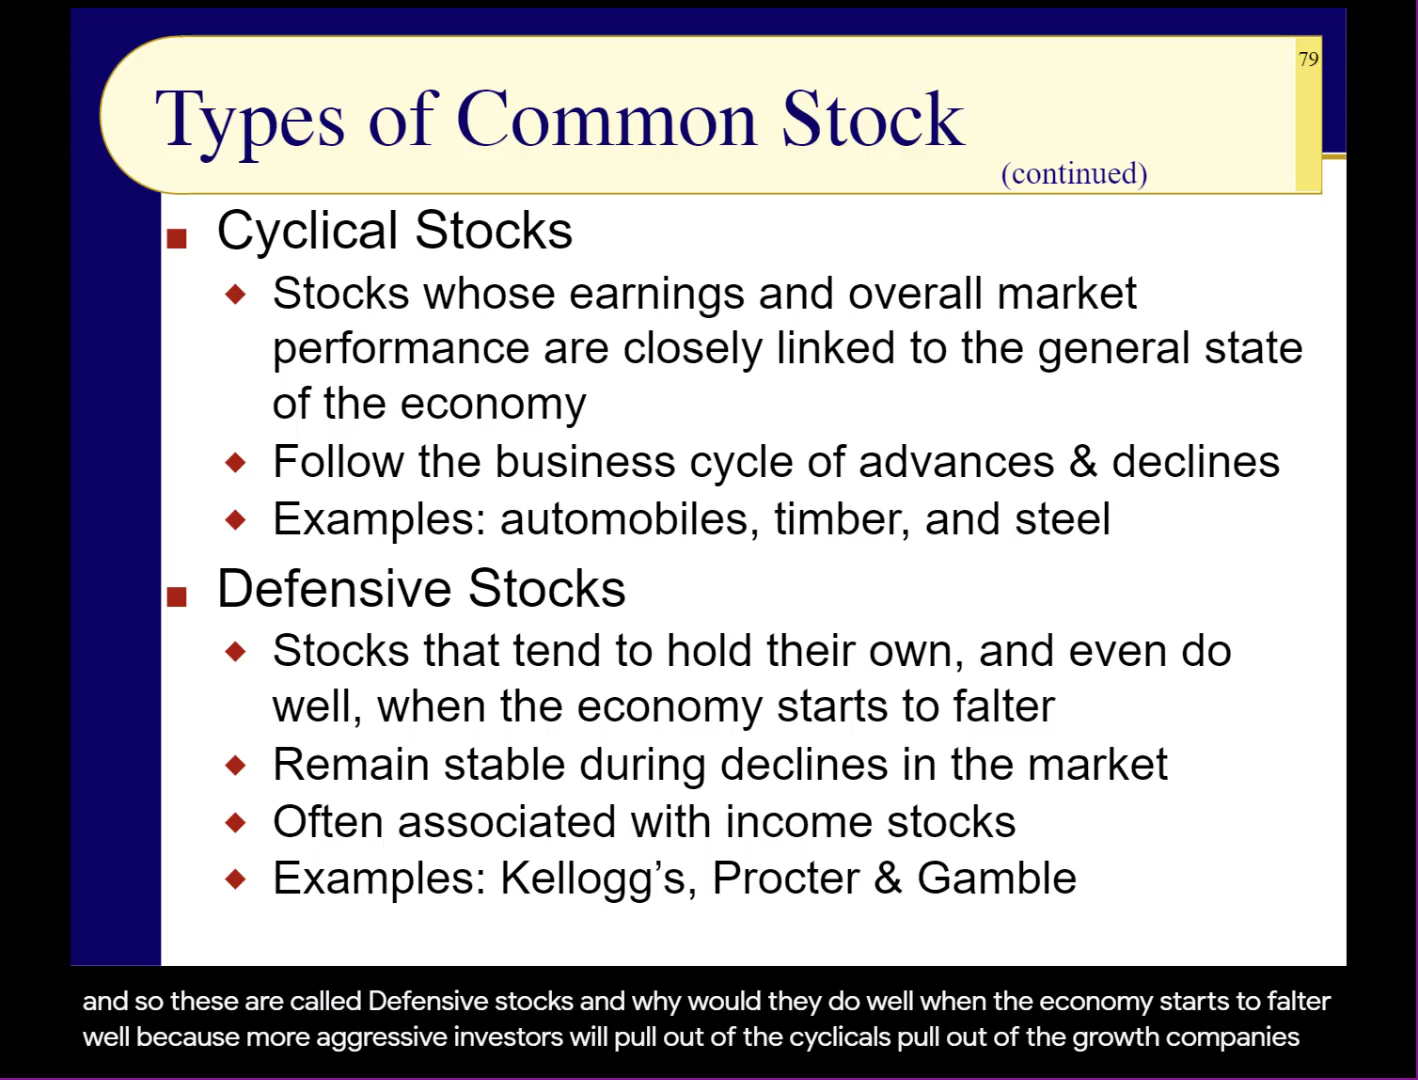 79
Types of Common Stock
(continued)
■ Cyclical Stocks
◆ Stocks whose earnings and overall market
performance are closely linked to the general state
of the economy
◆ Follow the business cycle of advances & declines
◆ Examples: automobiles, timber, and steel
■ Defensive Stocks
◆ Stocks that tend to hold their own, and even do
well, when the economy starts to falter
◆ Remain stable during declines in the market
◆ Often associated with income stocks
◆ Examples: Kellogg’s, Procter & Gamble
and so these are called Defensive stocks and why would they do well when the economy starts to falter
well because more aggressive investors will pull out of the cyclicals pull out of the growth companies